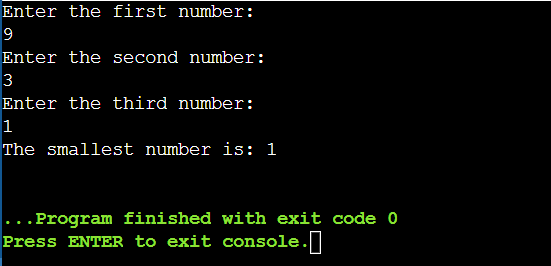 Enter the first number:
9
Enter the second number:
3
Enter the third number:
1
The smallest number is: 1
...Program finished with exit code 0
Press ENTER to exit console.